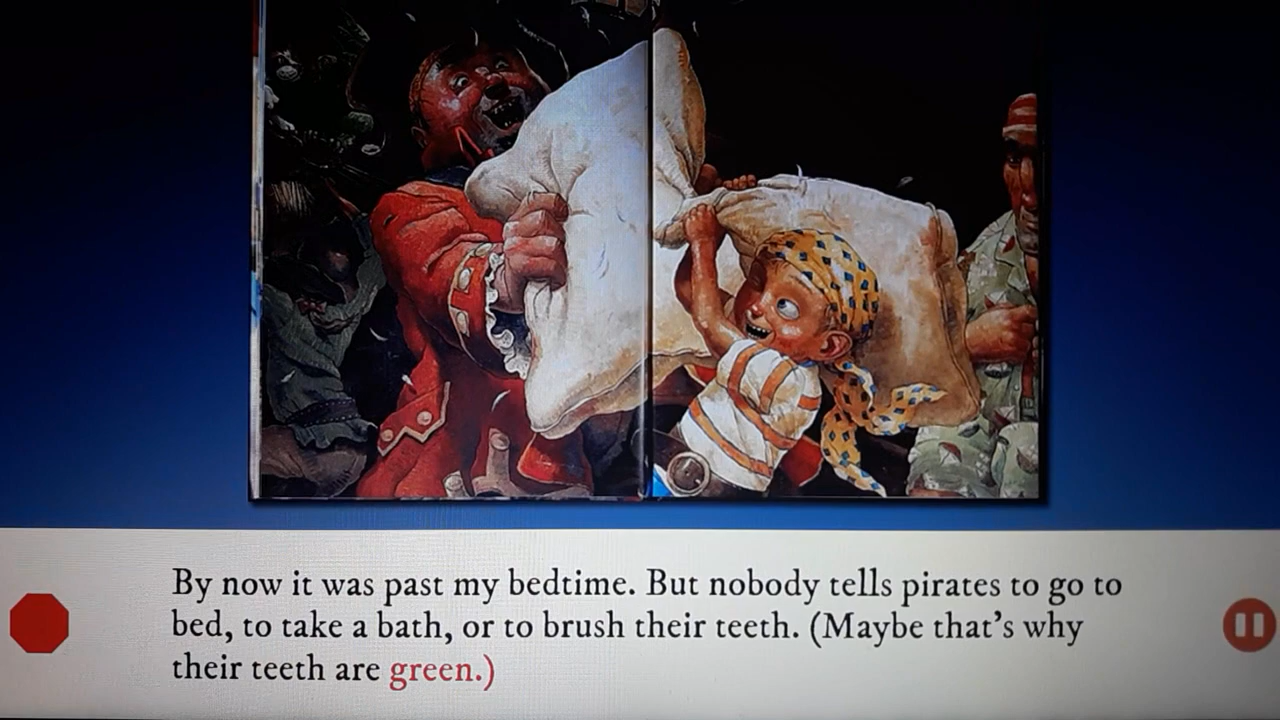 By now it was past my bedtime. But nobody tells pirates to go to
bed, to take a bath, or to brush their teeth. (Maybe that's why
their teeth are green.)